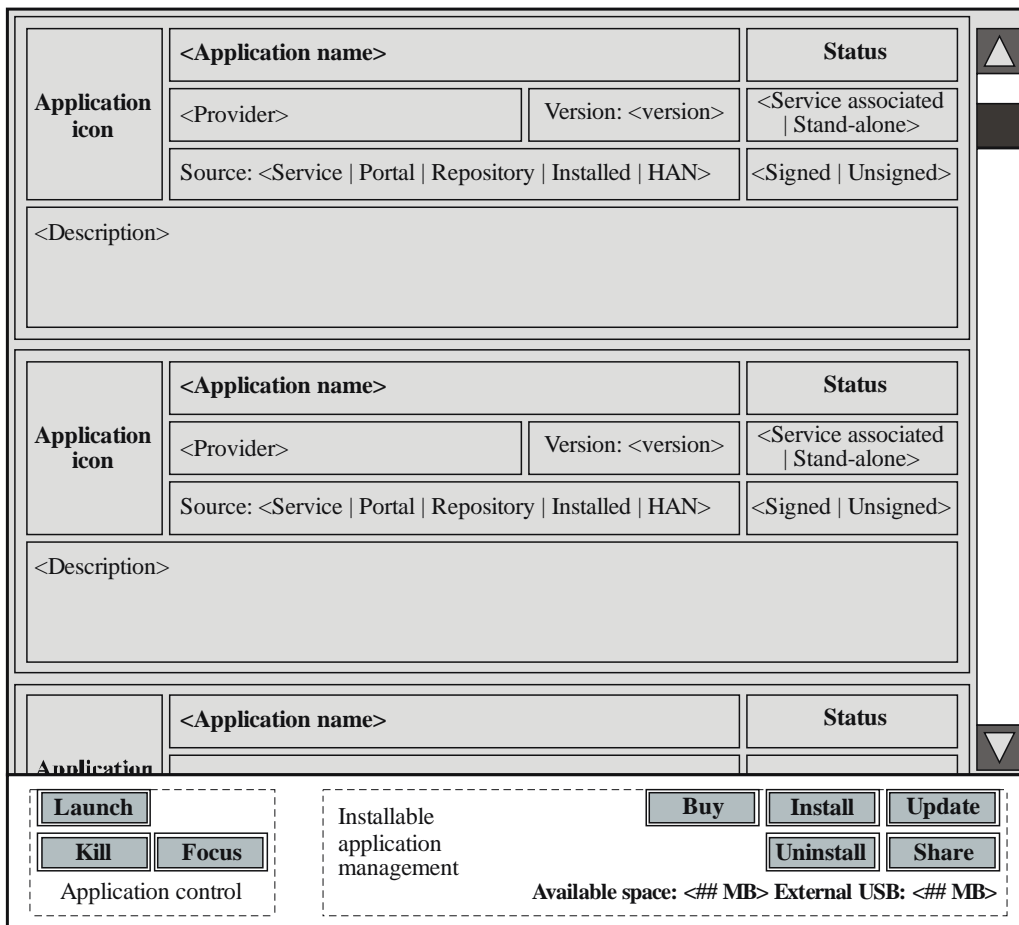 <Application name>
Status
Application
icon
<Provider>
Version: <version>
<Service associated
| Stand-alone>
Source: <Service | Portal | Repository | Installed | HAN>
<Signed | Unsigned>
<Description>
<Application name>
Status
Application
icon
<Provider>
Version: <version>
<Service associated
| Stand-alone>
Source: <Service | Portal | Repository | Installed | HAN>
<Signed | Unsigned>
<Description>
<Application name>
Status
Application
Launch
Kill
Focus
Application control
Installable
application
management
Buy
Install
Update
Uninstall
Share
Available space: <## MB> External USB: <## MB>